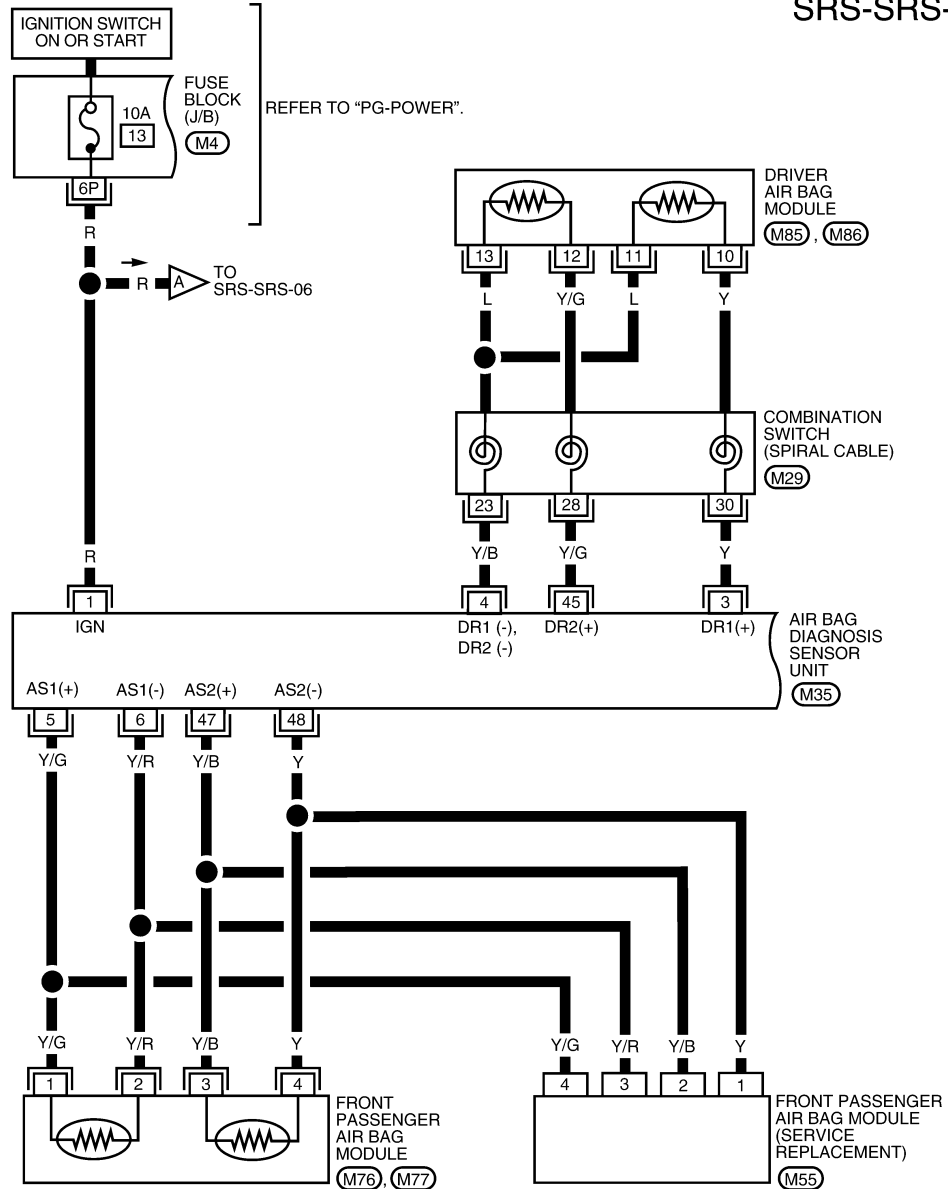 SRS-SRS-
IGNITION SWITCH
ON OR START
FUSE
BLOCK
(J/B)
M4
10A
13
REFER TO “PG-POWER”.
6P
R
R
A
TO
SRS-SRS-06
DRIVER
AIR BAG
MODULE
M85 , M86
13 12 11 10
L Y/G L Y
COMBINATION
SWITCH
(SPIRAL CABLE)
M29
23 28 30
Y/B Y/G Y
R
1 4 45 3
IGN DR1 (-), DR2(+) DR1(+)
DR2 (-)
AIR BAG
DIAGNOSIS
SENSOR
UNIT
M35
AS1(+) AS1(-) AS2(+) AS2(-)
5 6 47 48
Y/G Y/R Y/B Y
Y/G Y/R Y/B Y
1 2 3 4
FRONT
PASSENGER
AIR BAG
MODULE
M76 , M77
Y/G Y/R Y/B Y
4 3 2 1
FRONT PASSENGER
AIR BAG MODULE
(SERVICE
REPLACEMENT)
M55